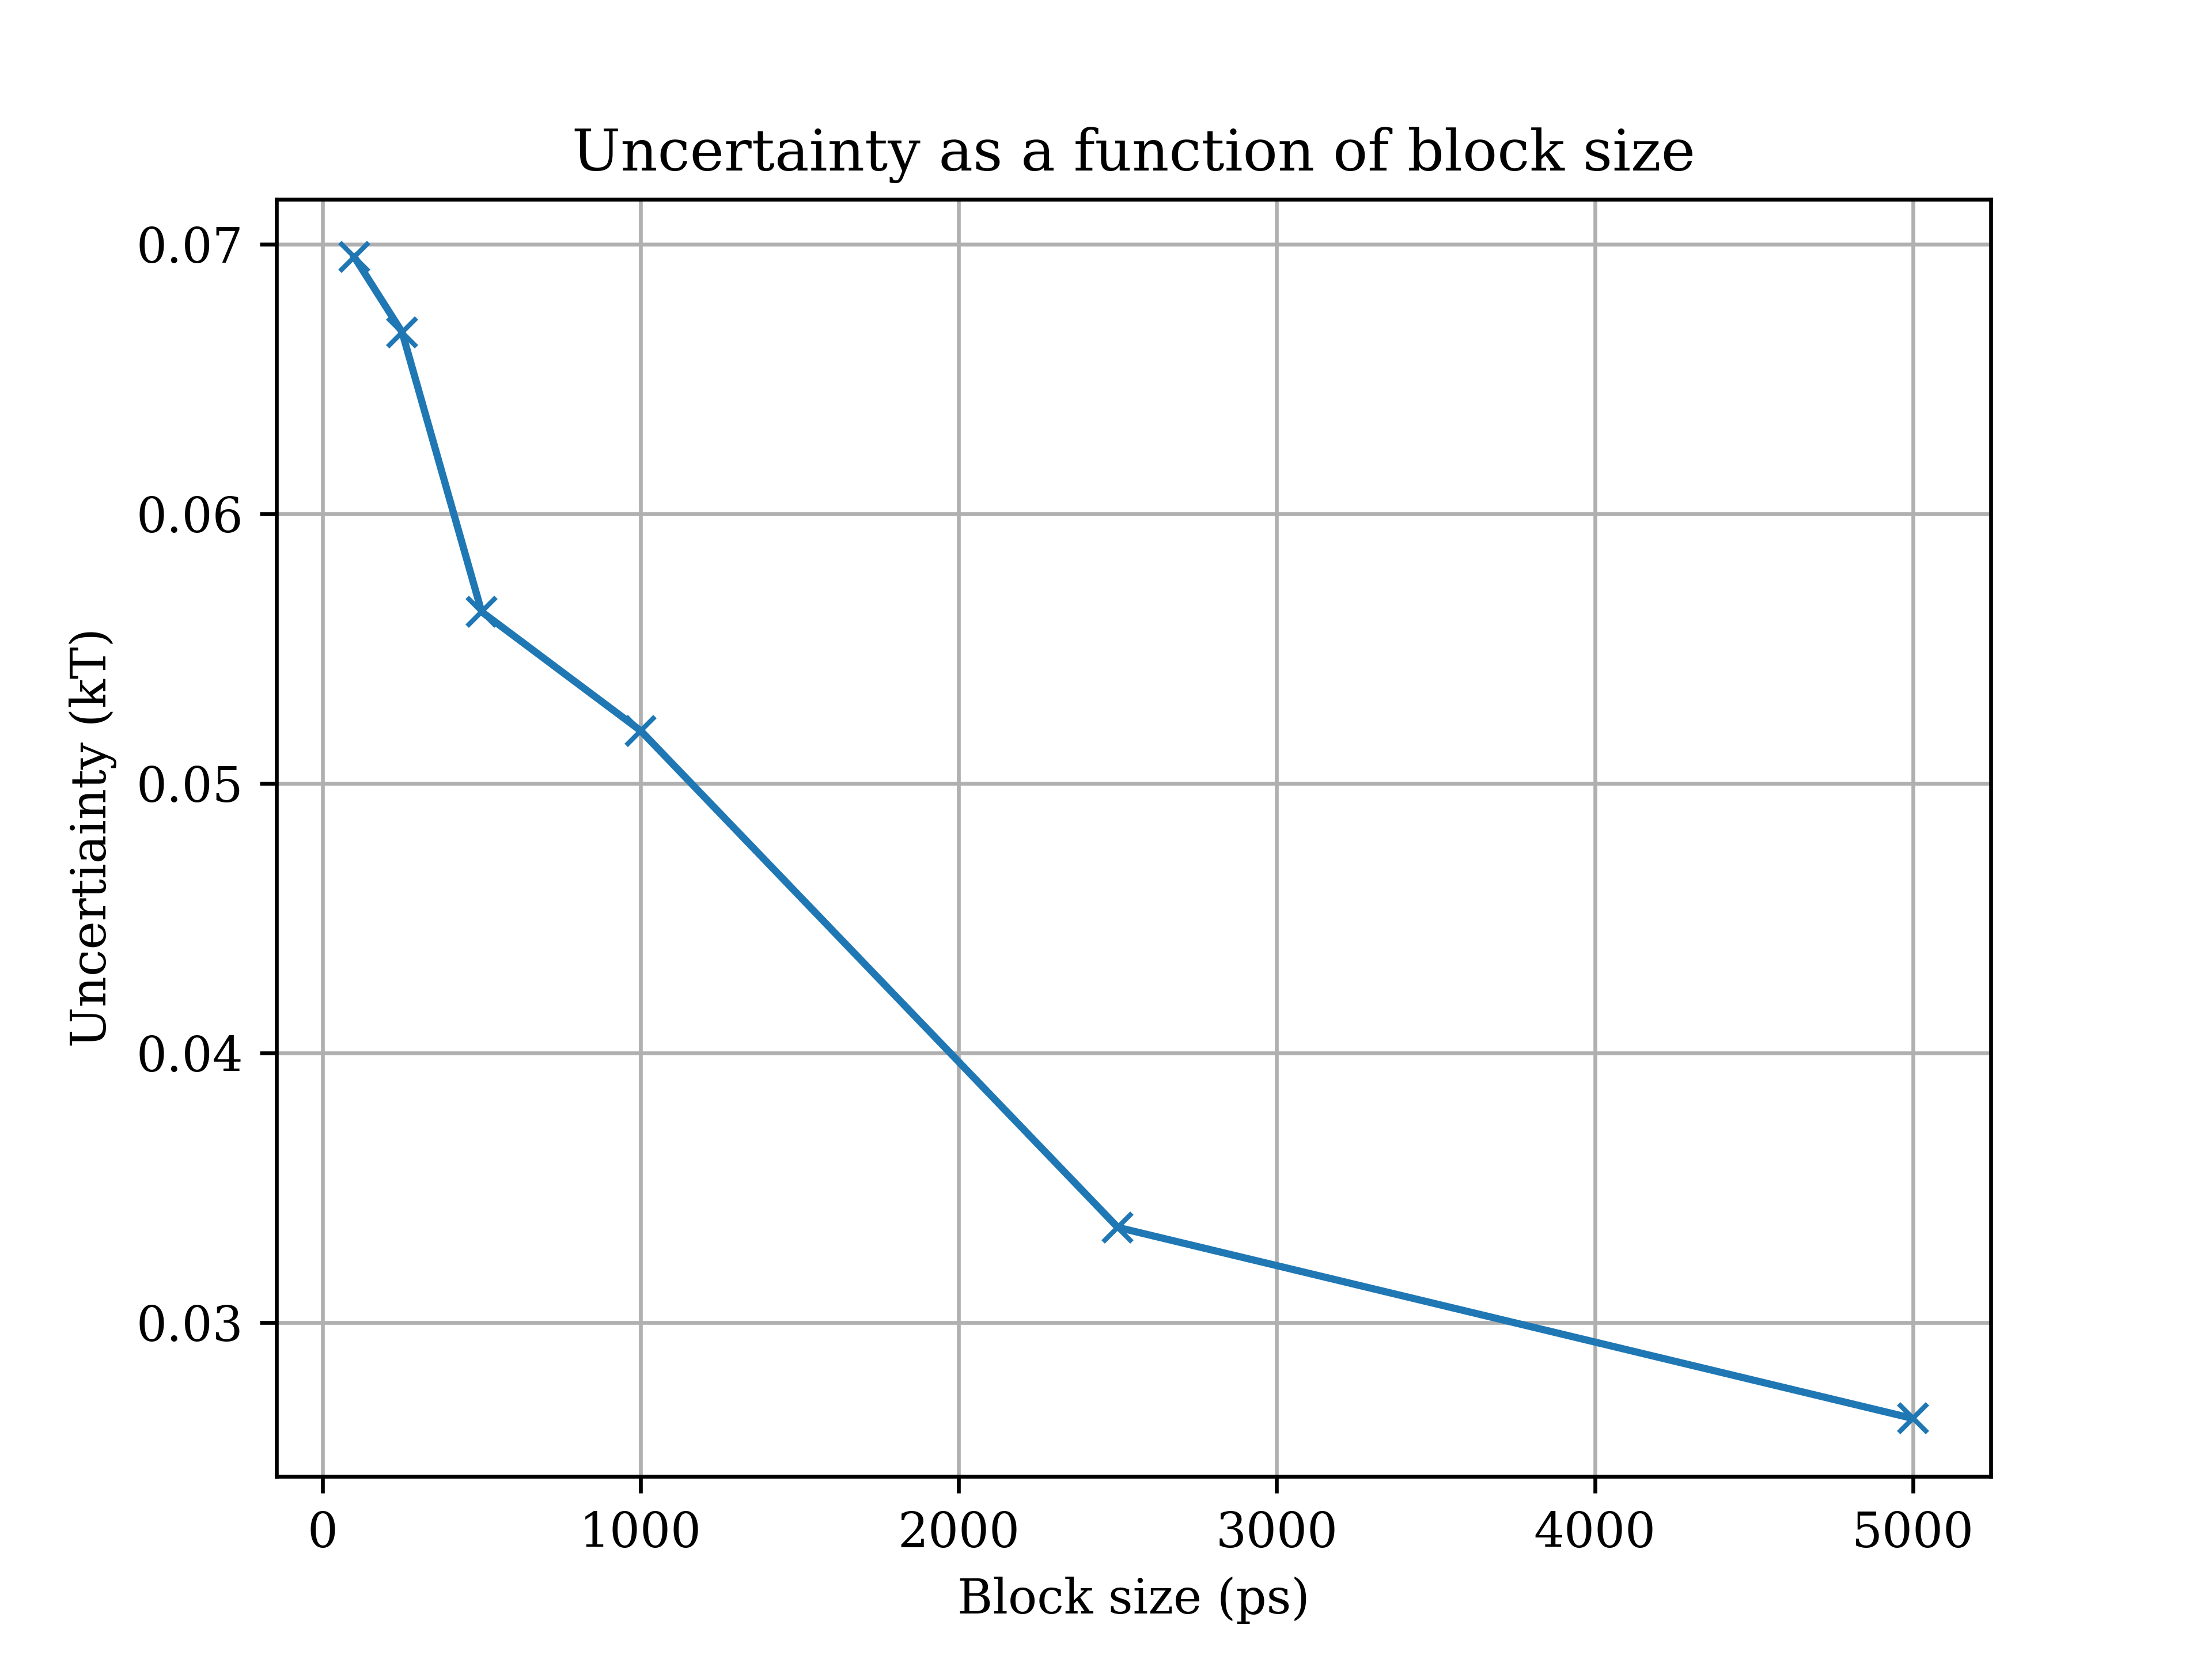 Uncertainty as a function of block size
0.07
0.06
0.05
0.04
0.03
Uncertiainty (kT)
0 1000 2000 3000 4000 5000
Block size (ps)